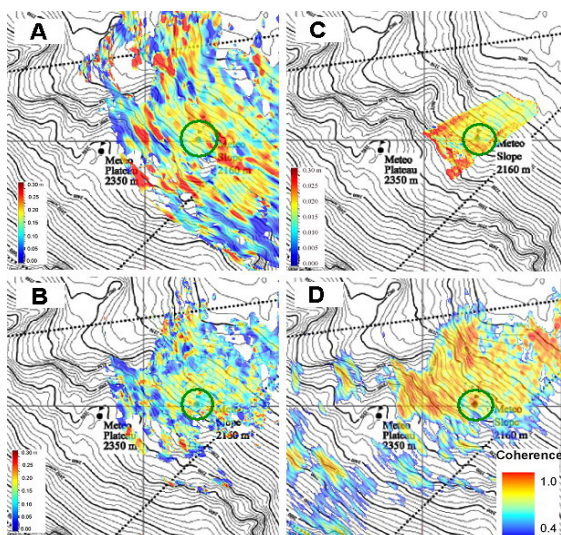 A
Meteo
Plateau
2350 m
Meteo
Slope
2160 m
0.30 m
0.25
0.20
0.15
0.10
0.05
0.00
C
Meteo
Plateau
2350 m
Meteo
Slope
2160 m
0.30 m
0.025
0.020
0.015
0.010
0.005
0.000
B
Meteo
Plateau
2350 m
Meteo
Slope
2160 m
0.30 m
0.25
0.20
0.15
0.10
0.05
0.00
D
Meteo
Plateau
2350 m
Meteo
Slope
2160 m
Coherence
1.0
0.4